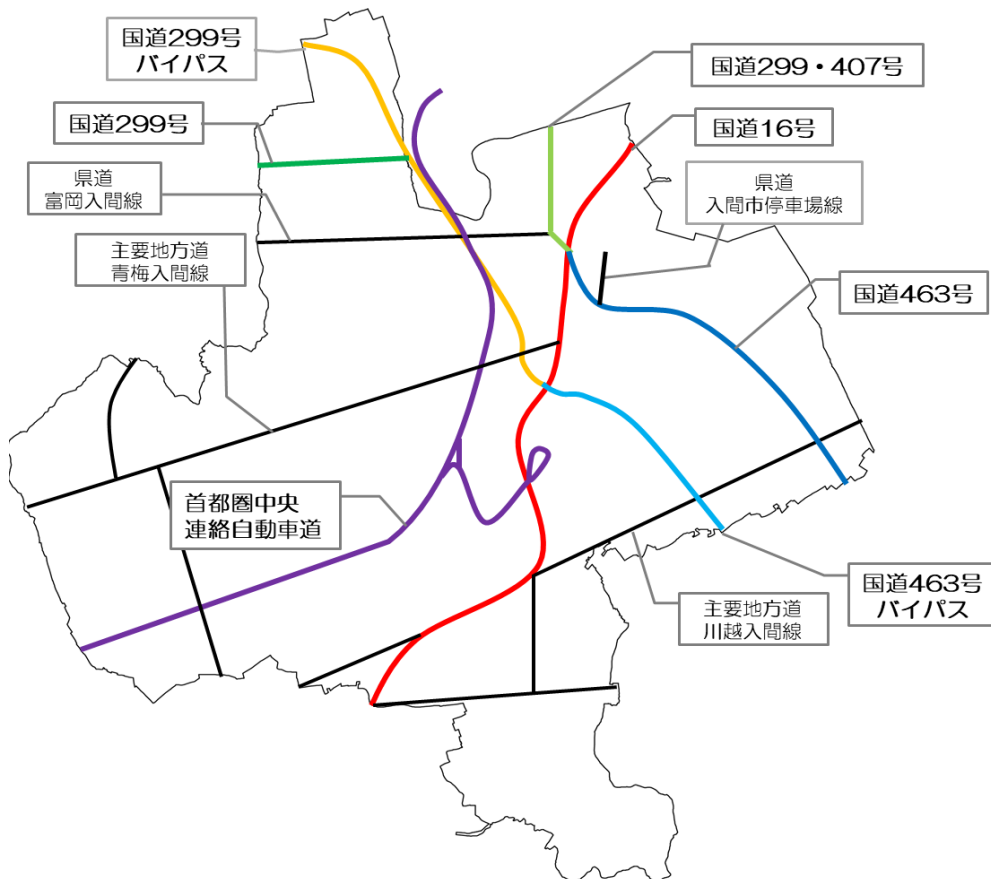 国道299号
バイパス
国道299・407号
国道299号
国道16号
県道
富岡入間線
県道
入間市停車場線
主要地方道
青梅入間線
国道463号
首都圏中央
連絡自動車道
国道463号
バイパス
主要地方道
川越入間線